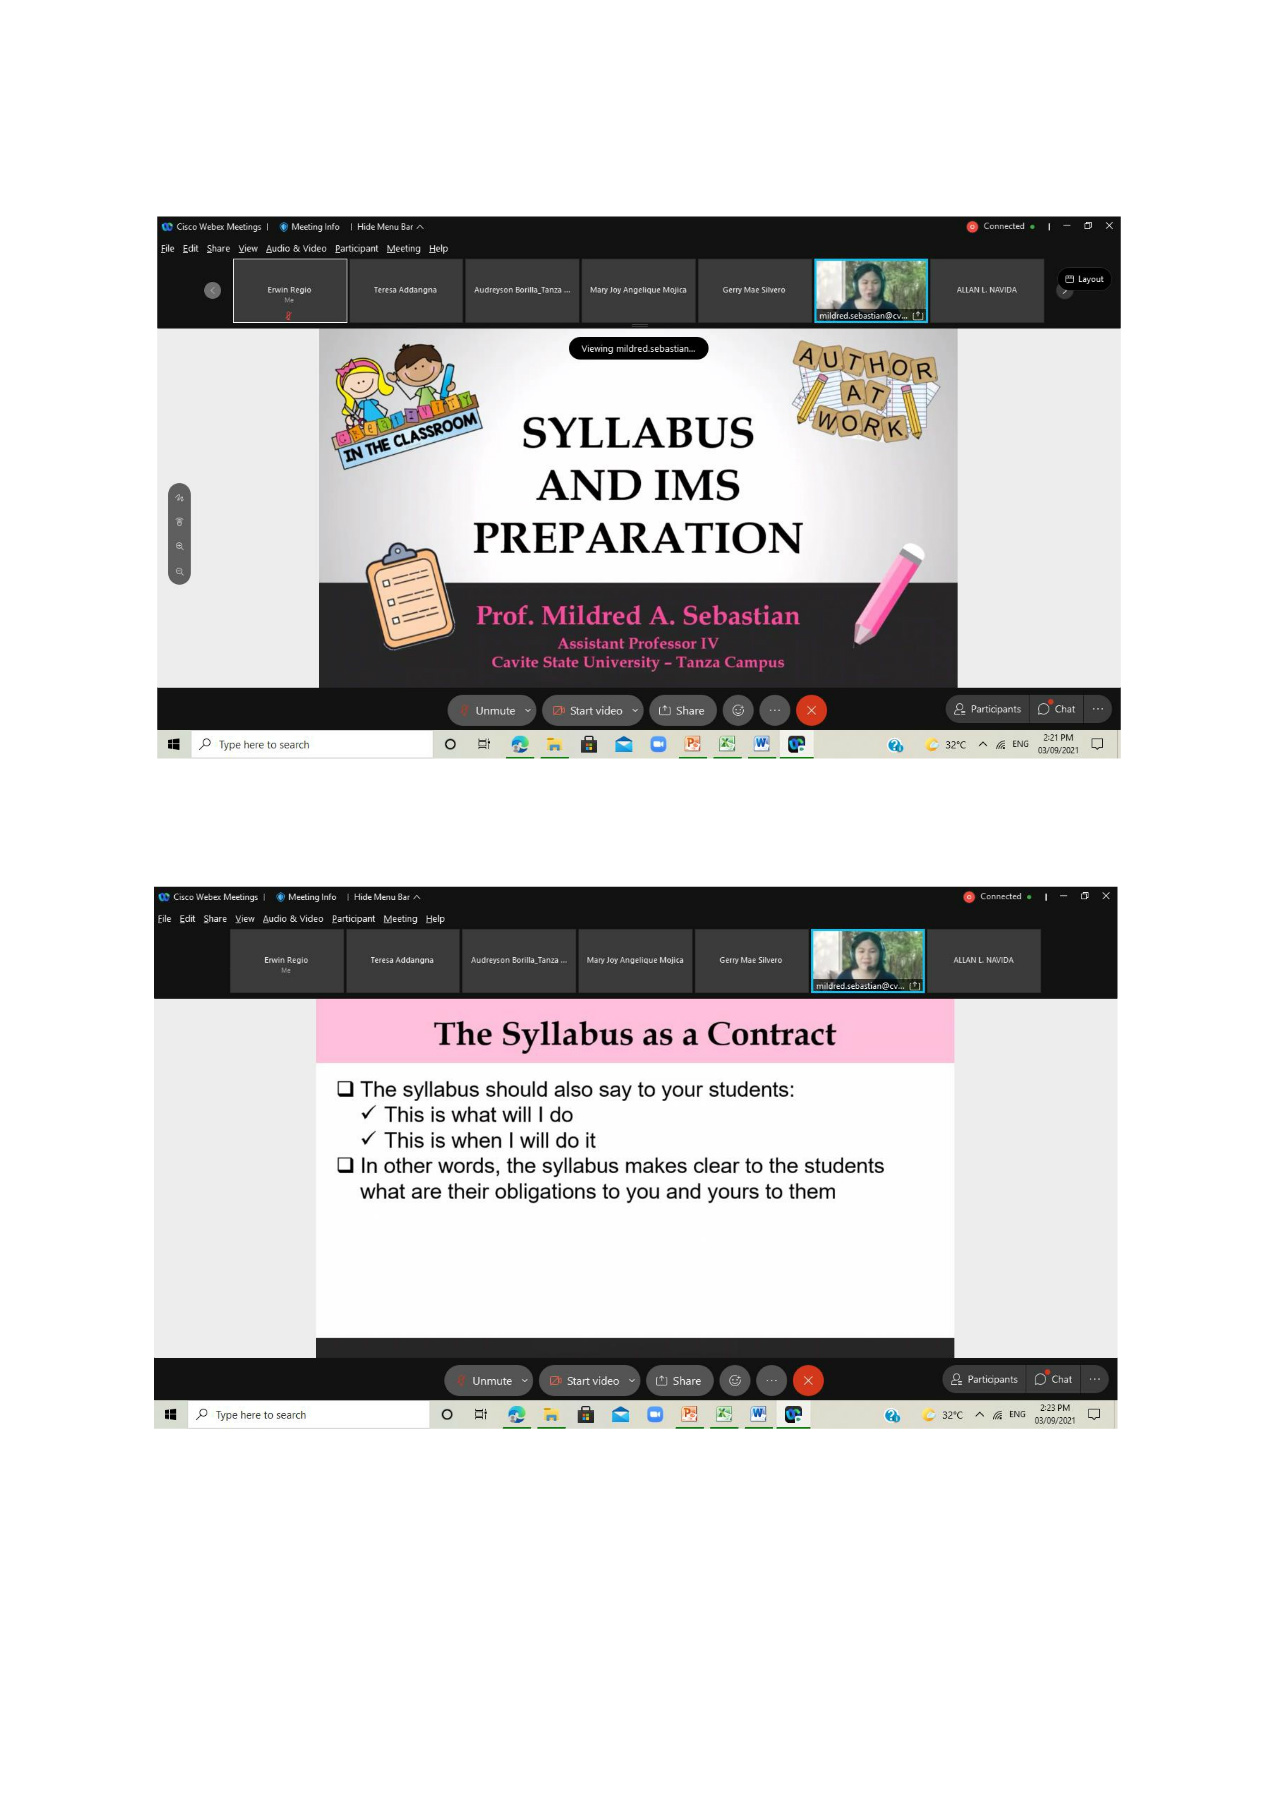 Cisco Webex Meetings | Meeting Info | Hide Menu Bar
Connected
File Edit Share View Audio & Video Participant Meeting Help
Erwin Regio
Me
Teresa Addangna
Audreyson Borilla_Tanza ...
Mary Joy Angelique Mojica
Gerry Mae Silvero
mildred.sebastian@cv...
ALLAN L. NAVIDA
Layout
Viewing mildred.sebastian...
CREATIVITY
IN THE CLASSROOM
AUTHOR
AT
WORK
SYLLABUS
AND IMS
PREPARATION
Prof. Mildred A. Sebastian
Assistant Professor IV
Cavite State University – Tanza Campus
Unmute Start video Share
Participants Chat
Type here to search
32°C ENG
2:21 PM
03/09/2021
Cisco Webex Meetings | Meeting Info | Hide Menu Bar
Connected
File Edit Share View Audio & Video Participant Meeting Help
Erwin Regio
Me
Teresa Addangna
Audreyson Borilla_Tanza ...
Mary Joy Angelique Mojica
Gerry Mae Silvero
mildred.sebastian@cv...
ALLAN L. NAVIDA
The Syllabus as a Contract
❑ The syllabus should also say to your students:
✓ This is what will I do
✓ This is when I will do it
❑ In other words, the syllabus makes clear to the students
what are their obligations to you and yours to them
Unmute Start video Share
Participants Chat
Type here to search
32°C ENG
2:23 PM
03/09/2021